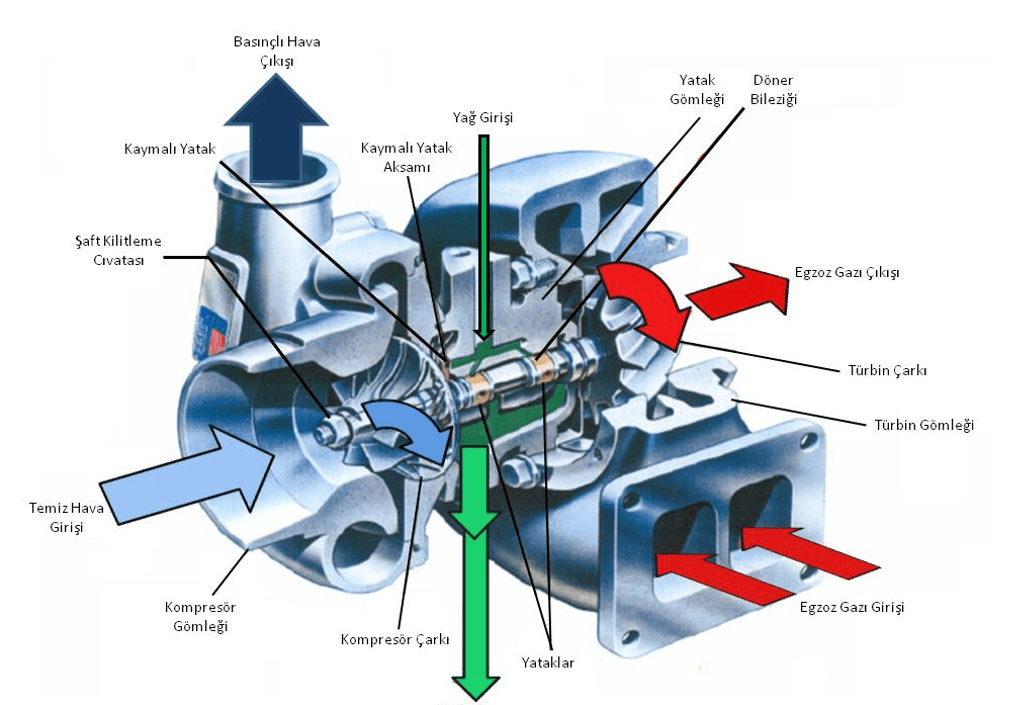 Basınçlı Hava
Çıkışı
Yatak
Gömleği
Döner
Bileziği
Yağ Girişi
Kaymalı Yatak
Kaymalı Yatak
Aksamı
Şaft Kilitleme
Cıvatası
Egzoz Gazı Çıkışı
Türbin Çarkı
Türbin Gömleği
Temiz Hava
Girişi
Egzoz Gazı Girişi
Kompresör
Gömleği
Kompresör Çarkı
Yataklar